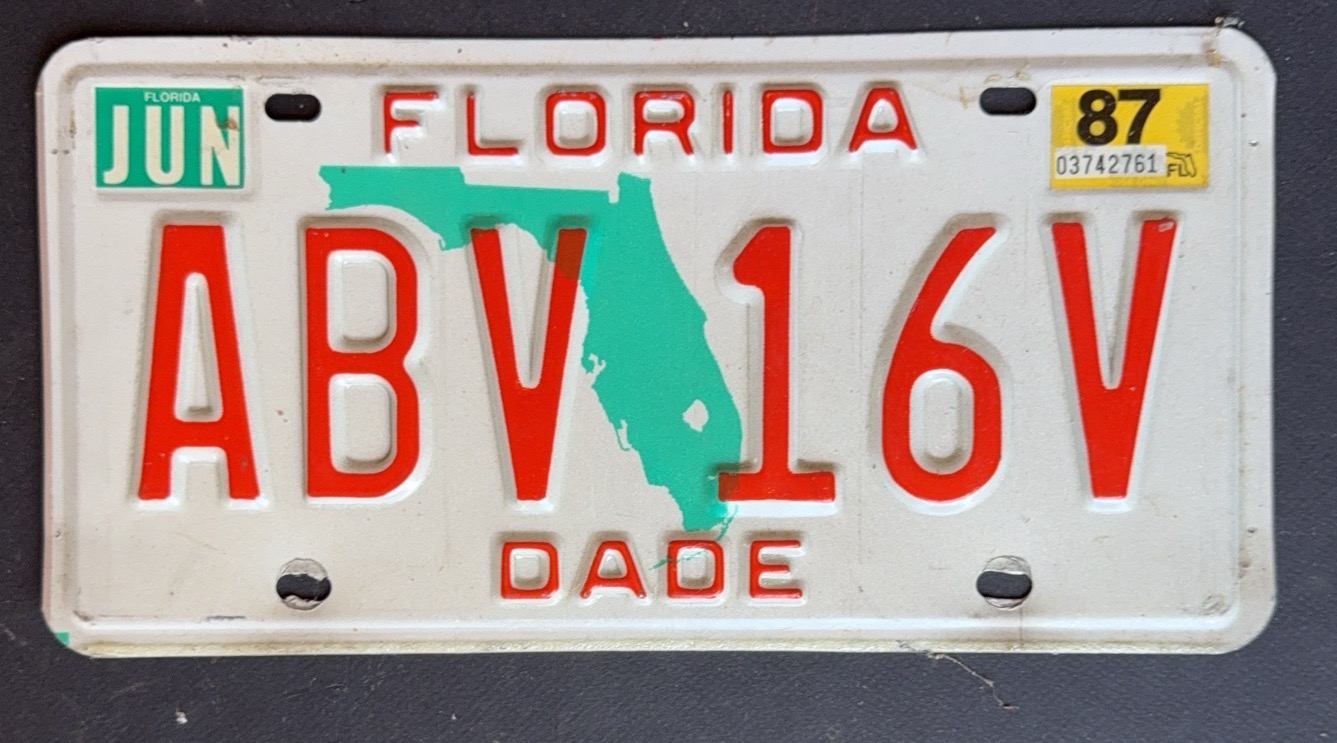 FLORIDA
JUN
FLORIDA
87
03742761 FL
ABV 16V
DADE